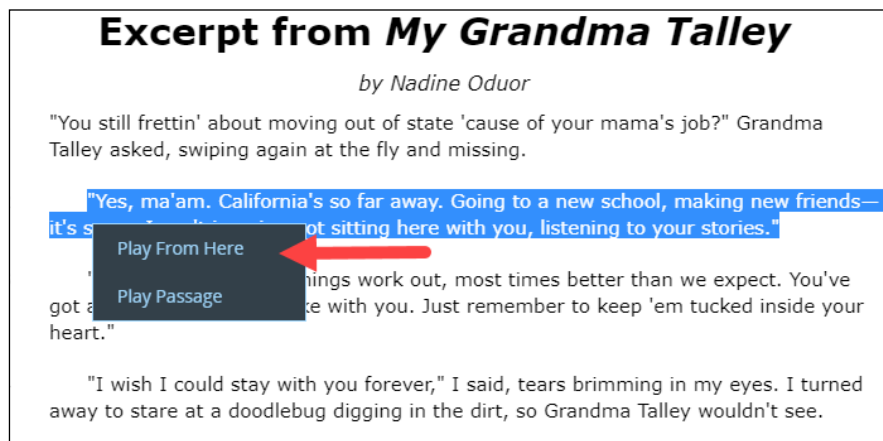 Excerpt from My Grandma Talley
by Nadine Oduor
"You still frettin' about moving out of state 'cause of your mama's job?" Grandma
Talley asked, swiping again at the fly and missing.
"Yes, ma'am. California's so far away. Going to a new school, making new friends—
it's sitting here with you, listening to your stories."
Play From Here
work out, most times better than we expect. You've
got with you. Just remember to keep 'em tucked inside your
Play Passage
heart."
"I wish I could stay with you forever," I said, tears brimming in my eyes. I turned
away to stare at a doodlebug digging in the dirt, so Grandma Talley wouldn't see.